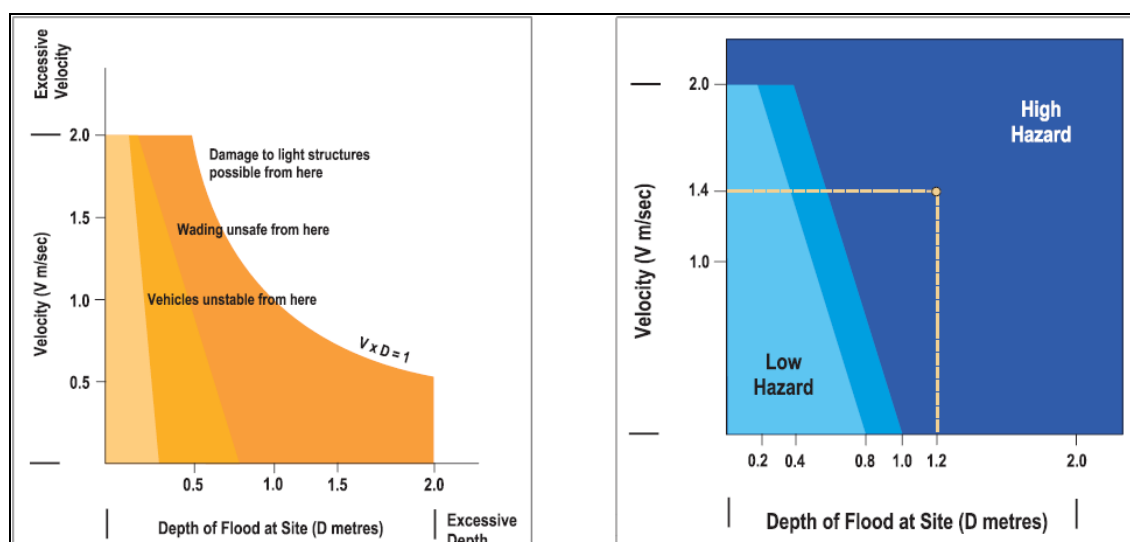 Excessive
Velocity
2.0
1.5
1.0
0.5
Velocity (V m/sec)
Damage to light structures
possible from here
Wading unsafe from here
Vehicles unstable from here
V x D = 1
0.5
1.0
1.5
2.0
Depth of Flood at Site (D metres)
Excessive
Depth
2.0
1.4
1.0
Velocity (V m/sec)
High
Hazard
Low
Hazard
0.2
0.4
0.8
1.0
1.2
2.0
Depth of Flood at Site (D metres)